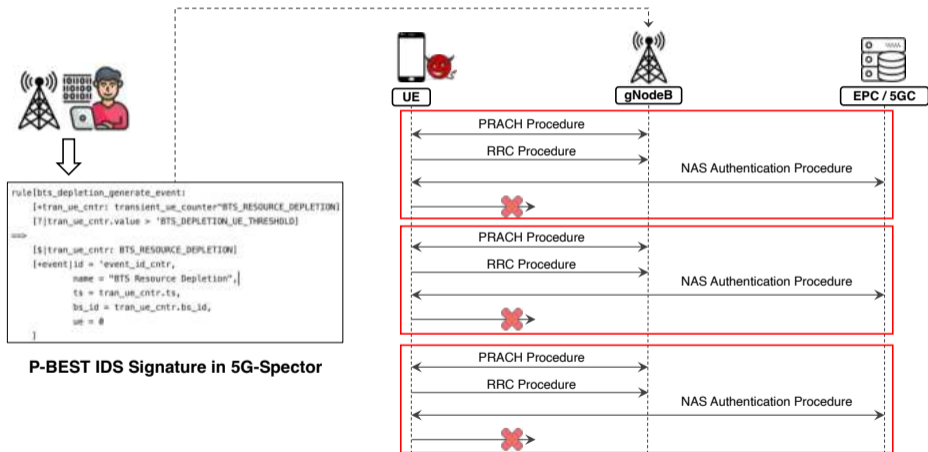 UE
gNodeB
EPC / 5GC
PRACH Procedure
RRC Procedure
NAS Authentication Procedure
PRACH Procedure
RRC Procedure
NAS Authentication Procedure
PRACH Procedure
RRC Procedure
NAS Authentication Procedure
rule[bts_depletion_generate_event:
[+tran_ue_cntr: transient_ue_counter^BTS_RESOURCE_DEPLETION]
[?|tran_ue_cntr.value > 'BTS_DEPLETION_UE_THRESHOLD]
==>
[$|tran_ue_cntr: BTS_RESOURCE_DEPLETION]
[+event|id = 'event_id_cntr,
name = "BTS Resource Depletion",
ts = tran_ue_cntr.ts,
bs_id = tran_ue_cntr.bs_id,
ue = 0
]
P-BEST IDS Signature in 5G-Spector